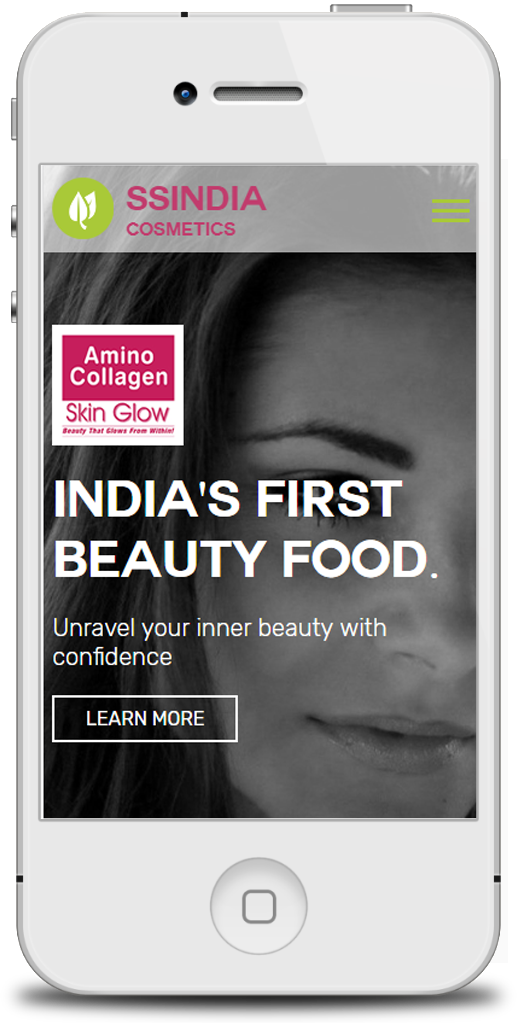 SSINDIA
COSMETICS
Amino
Collagen
Skin Glow
Beauty That Glows From Within!
INDIA'S FIRST
BEAUTY FOOD.
Unravel your inner beauty with
confidence
LEARN MORE